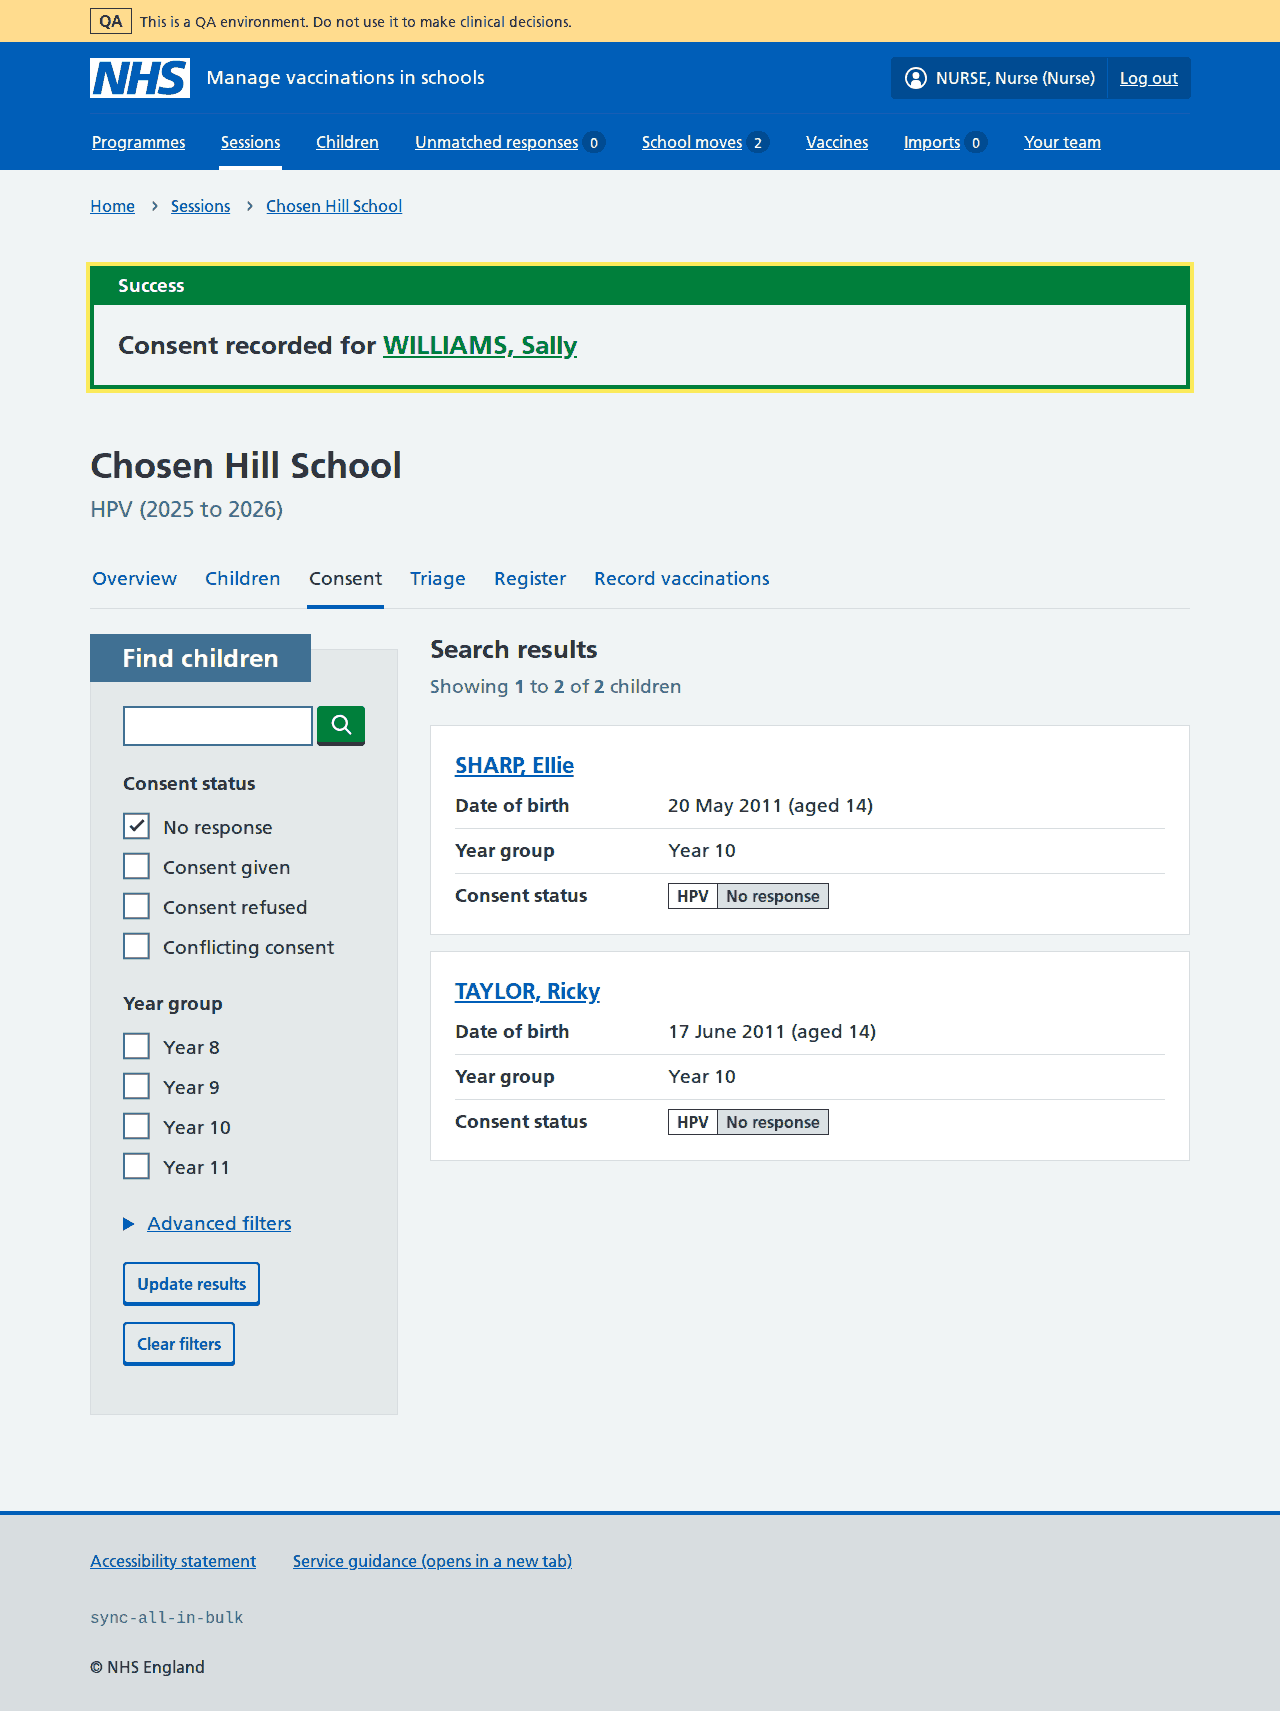 QA This is a QA environment. Do not use it to make clinical decisions.
NHS Manage vaccinations in schools NURSE, Nurse (Nurse) Log out
Programmes Sessions Children Unmatched responses 0 School moves 2 Vaccines Imports 0 Your team
Home Sessions Chosen Hill School
Success
Consent recorded for WILLIAMS, Sally
Chosen Hill School
HPV (2025 to 2026)
Overview Children Consent Triage Register Record vaccinations
Find children
Consent status
No response
Consent given
Consent refused
Conflicting consent
Year group
Year 8
Year 9
Year 10
Year 11
Advanced filters
Update results
Clear filters
Search results
Showing 1 to 2 of 2 children
SHARP, Ellie
Date of birth 20 May 2011 (aged 14)
Year group Year 10
Consent status HPV No response
TAYLOR, Ricky
Date of birth 17 June 2011 (aged 14)
Year group Year 10
Consent status HPV No response
Accessibility statement Service guidance (opens in a new tab)
sync-all-in-bulk
© NHS England